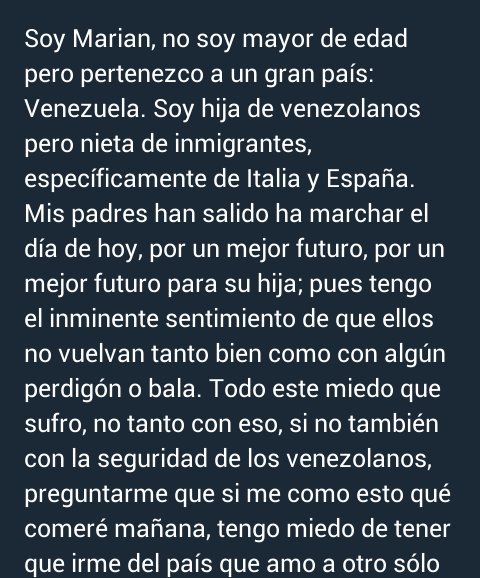 Soy Marian, no soy mayor de edad
pero pertenezco a un gran país:
Venezuela. Soy hija de venezolanos
pero nieta de inmigrantes,
específicamente de Italia y España.
Mis padres han salido ha marchar el
día de hoy, por un mejor futuro, por un
mejor futuro para su hija; pues tengo
el inminente sentimiento de que ellos
no vuelvan tanto bien como con algún
perdigón o bala. Todo este miedo que
sufro, no tanto con eso, si no también
con la seguridad de los venezolanos,
preguntarme que si me como esto qué
comeré mañana, tengo miedo de tener
que irme del país que amo a otro sólo